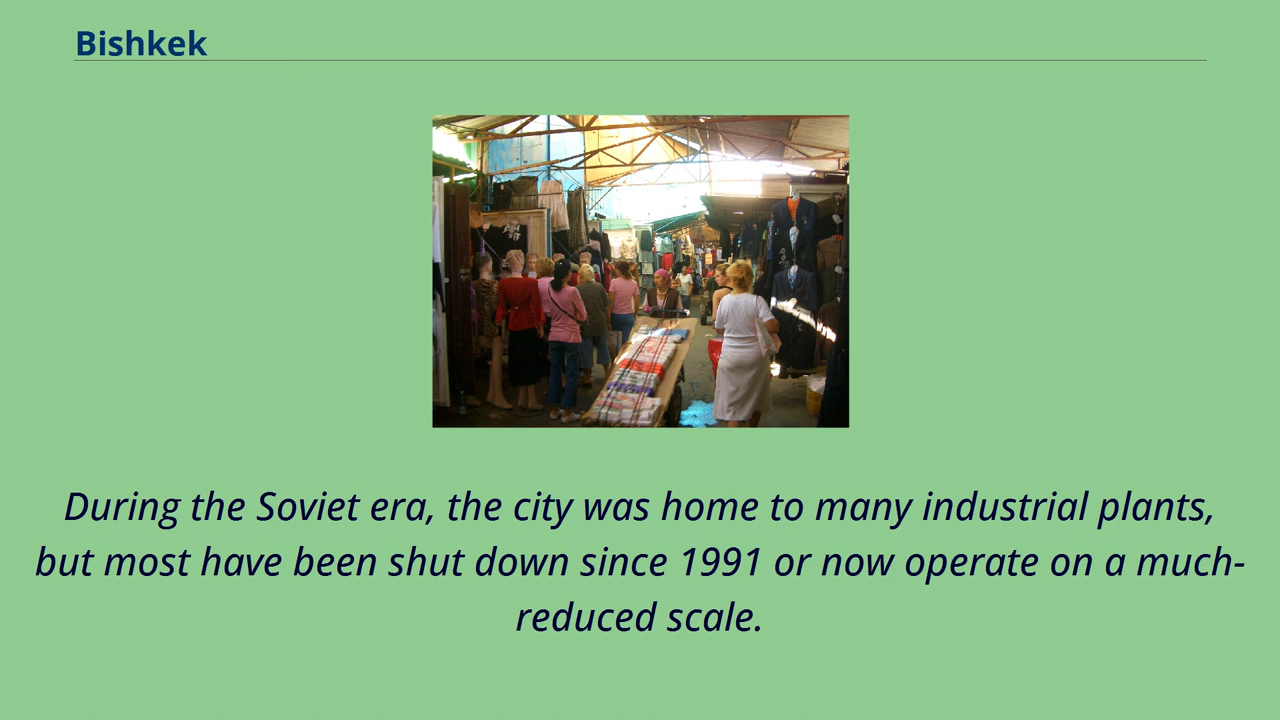 Bishkek
During the Soviet era, the city was home to many industrial plants,
but most have been shut down since 1991 or now operate on a much-
reduced scale.